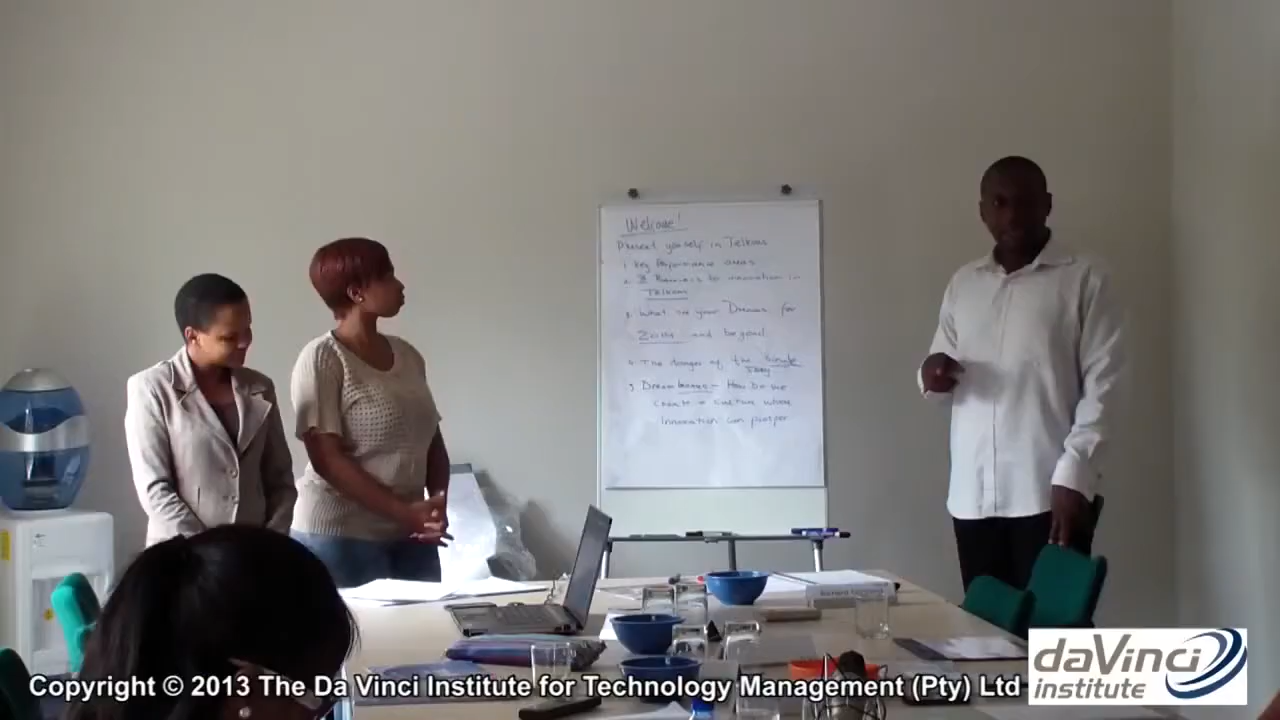 Welcome!
Present yourself in Telkom
1. Key Performance areas
2. Barriers to innovation in
Telkom
3. What are your Dreams for
and beyond
4. The danger of the Single
Story
5. Dream - How Do we
Create a culture where
Innovation can prosper
Copyright © 2013 The Da Vinci Institute for Technology Management (Pty) Ltd
daVinci
institute